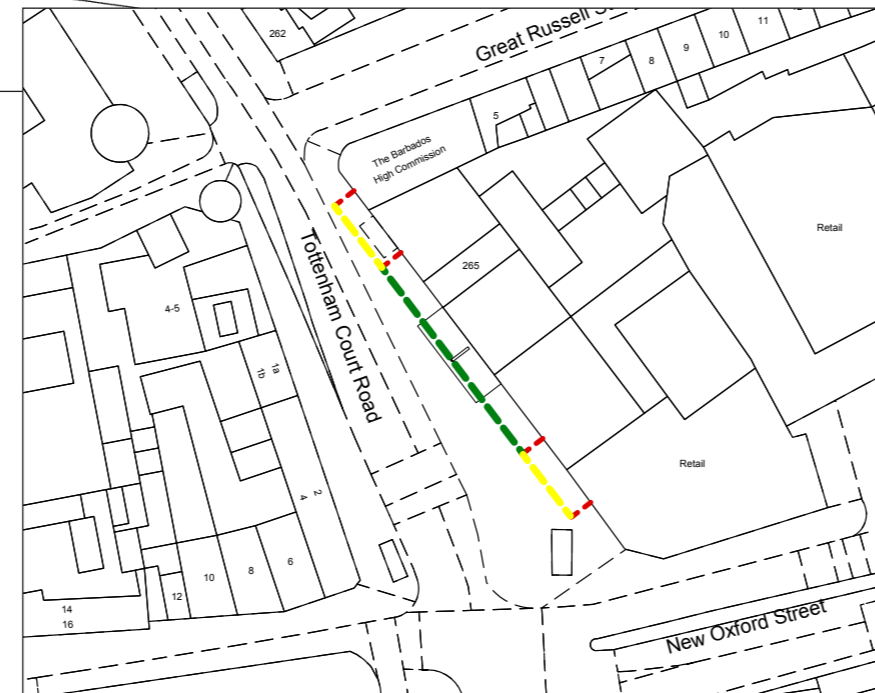 262
Great Russell S
7
8
9
10
11
5
The Barbados
High Commission
Retail
265
Tottenham Court Road
4-5
1a
1b
2
4
Retail
6
8
10
12
14
16
New Oxford Street